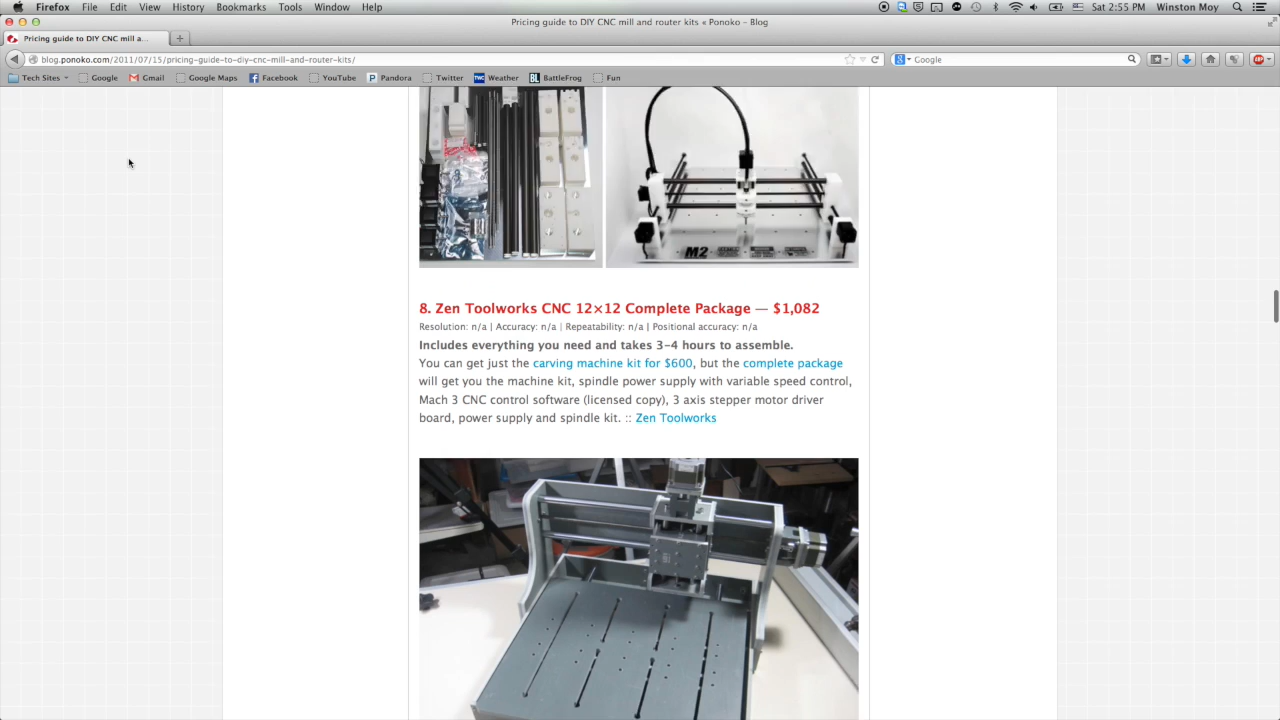 Firefox File Edit View History Bookmarks Tools Window Help Sat 2:55 PM Winston Moy
Pricing guide to DIY CNC mill and router kits « Ponoko – Blog
Pricing guide to DIY CNC mill a...
blog.ponoko.com/2011/07/15/pricing-guide-to-diy-cnc-mill-and-router-kits/ Google
Tech Sites Google Gmail Google Maps Facebook YouTube Pandora Twitter Weather BattleFrog Fun
M2
8. Zen Toolworks CNC 12×12 Complete Package — $1,082
Resolution: n/a | Accuracy: n/a | Repeatability: n/a | Positional accuracy: n/a
Includes everything you need and takes 3–4 hours to assemble.
You can get just the carving machine kit for $600, but the complete package
will get you the machine kit, spindle power supply with variable speed control,
Mach 3 CNC control software (licensed copy), 3 axis stepper motor driver
board, power supply and spindle kit. :: Zen Toolworks